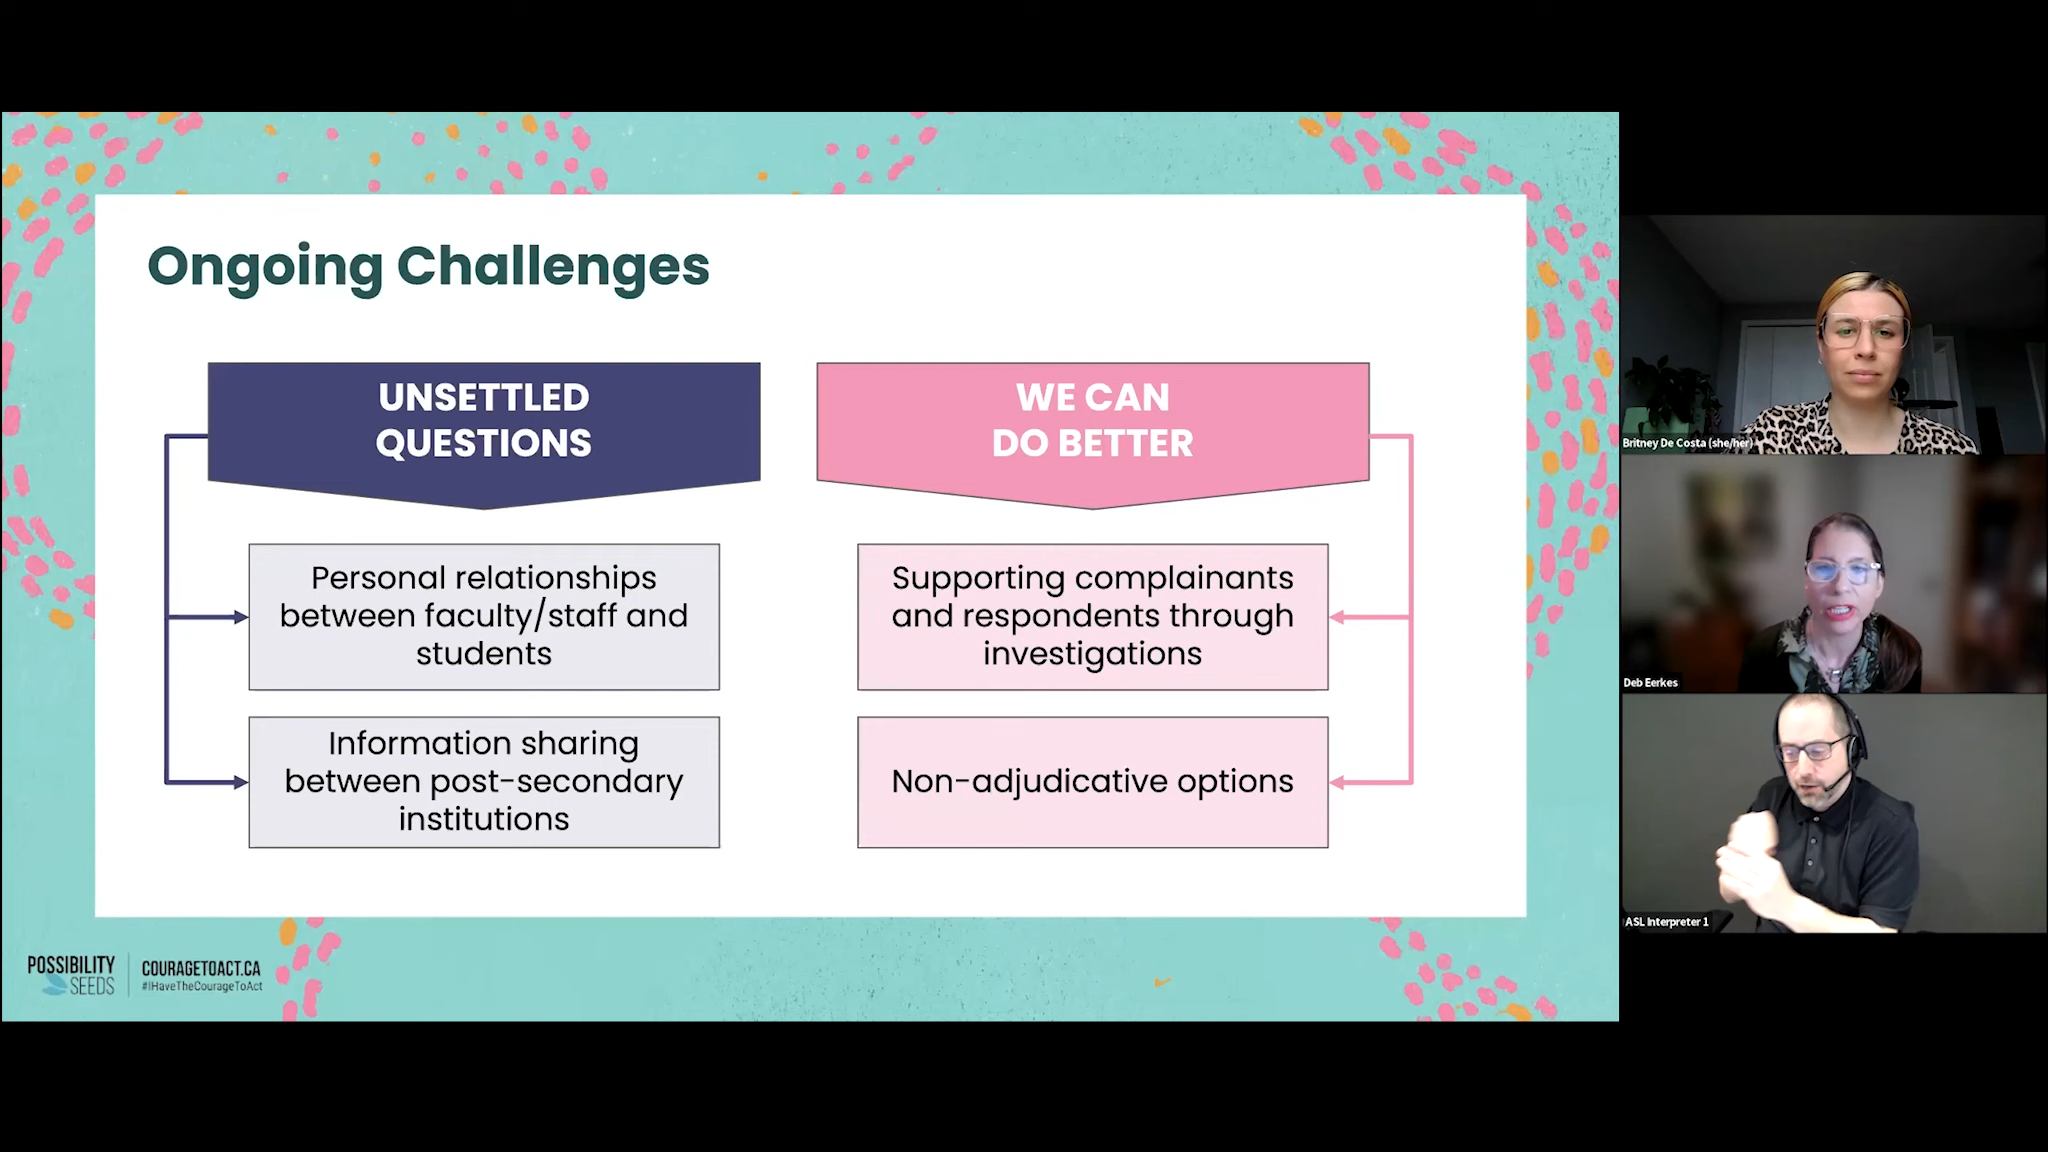 Ongoing Challenges
UNSETTLED
QUESTIONS
Personal relationships
between faculty/staff and
students
Information sharing
between post-secondary
institutions
WE CAN
DO BETTER
Supporting complainants
and respondents through
investigations
Non-adjudicative options
POSSIBILITY
SEEDS
COURAGETOACT.CA
#IHaveTheCourageToAct
Britney De Costa (she/her)
Deb Eerkes
ASL Interpreter 1